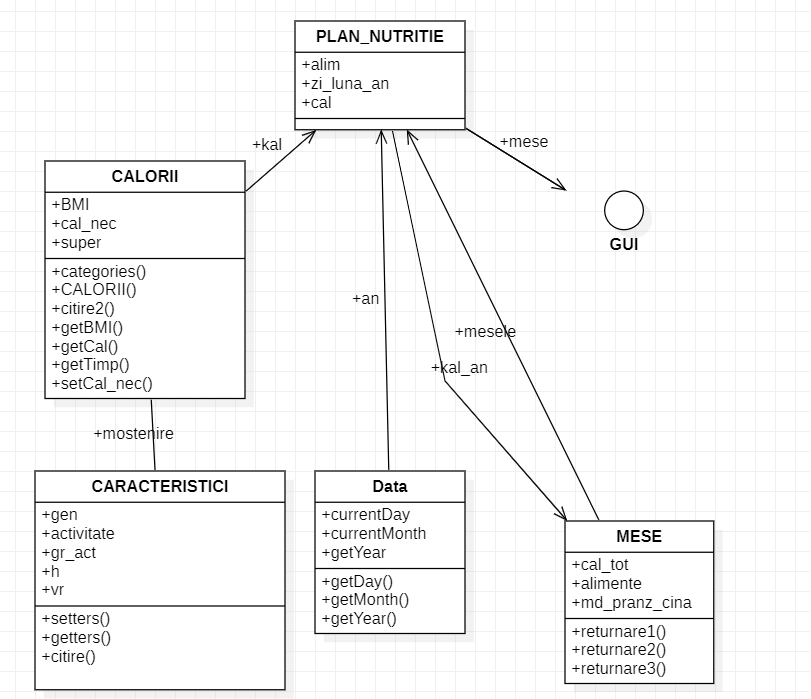 PLAN_NUTRITIE
+alim
+zi_luna_an
+cal
+kal
+mese
GUI
CALORII
+BMI
+cal_nec
+super
+categories()
+CALORII()
+citire2()
+getBMI()
+getCal()
+getTimp()
+setCal_nec()
+an
+mesele
+kal_an
+mostenire
CARACTERISTICI
+gen
+activitate
+gr_act
+h
+vr
+setters()
+getters()
+citire()
Data
+currentDay
+currentMonth
+getYear
+getDay()
+getMonth()
+getYear()
MESE
+cal_tot
+alimente
+md_pranz_cina
+returnare1()
+returnare2()
+returnare3()